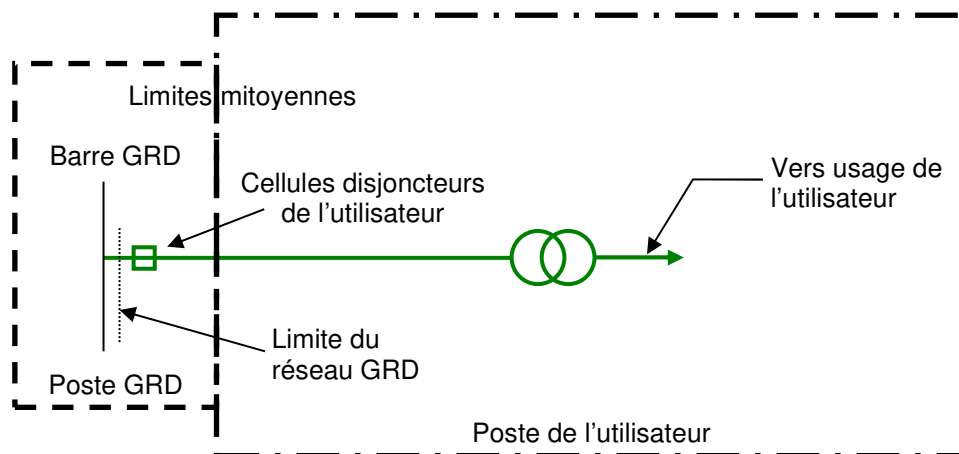 Limites mitoyennes
Barre GRD
Cellules disjoncteurs
de l’utilisateur
Vers usage de
l’utilisateur
Limite du
réseau GRD
Poste GRD
Poste de l’utilisateur